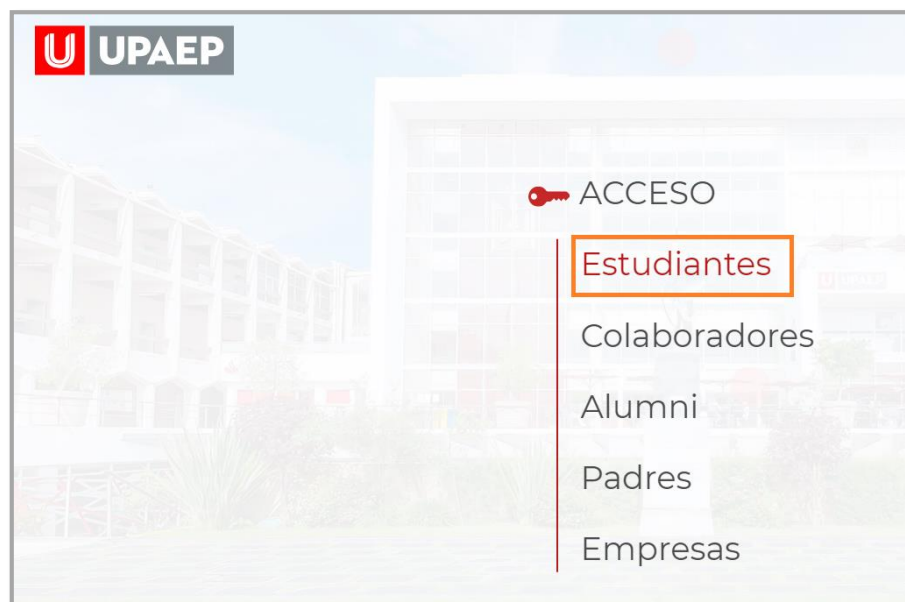 UPAEP
ACCESO
Estudiantes
Colaboradores
Alumni
Padres
Empresas